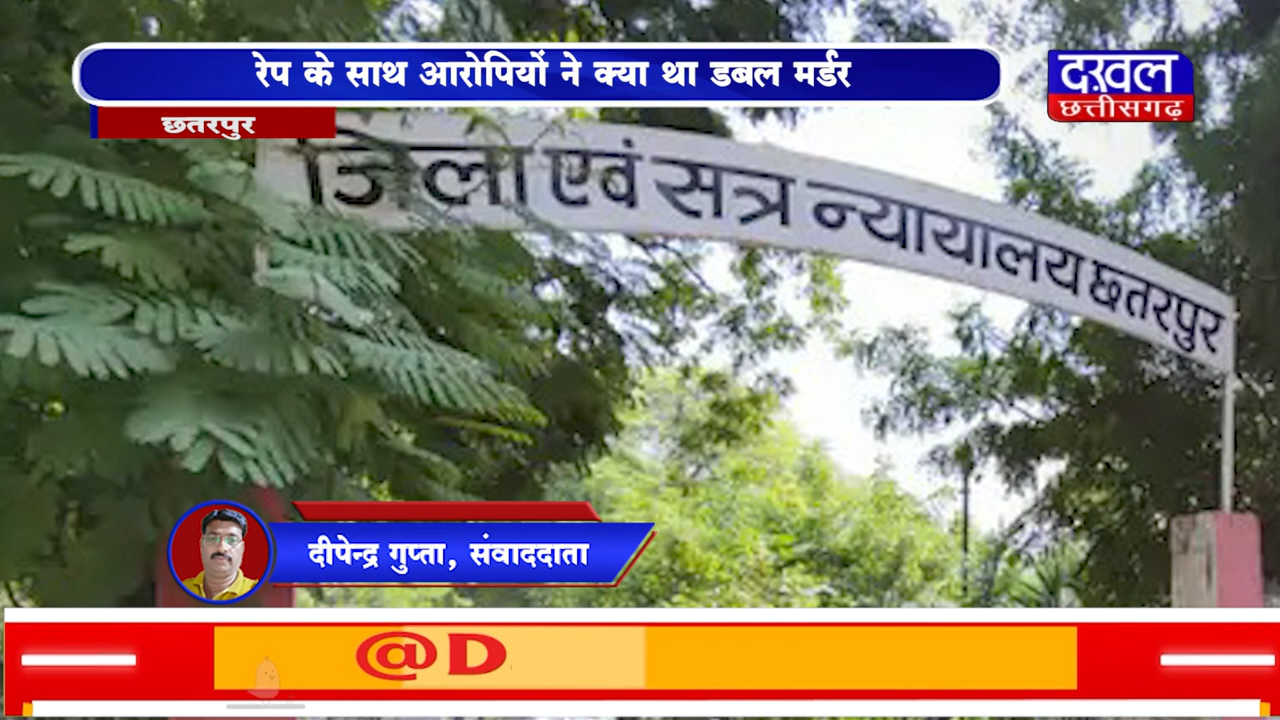 रेप के साथ आरोपियों ने क्या था डबल मर्डर
दख़ल
छत्तीसगढ़
छतरपुर
जिला एवं सत्र न्यायालय छतरपुर
दीपेन्द्र गुप्ता, संवाददाता
@D